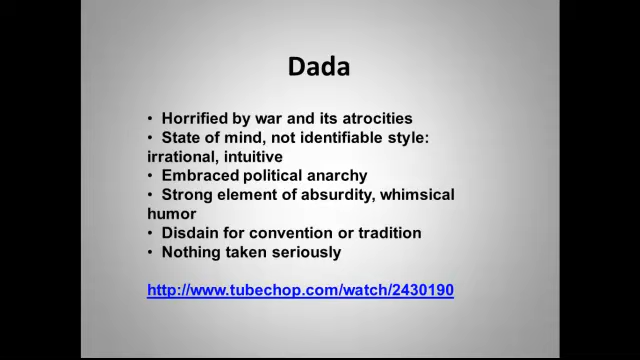 Dada
• Horrified by war and its atrocities
• State of mind, not identifiable style:
irrational, intuitive
• Embraced political anarchy
• Strong element of absurdity, whimsical
humor
• Disdain for convention or tradition
• Nothing taken seriously
http://www.tubechop.com/watch/2430190